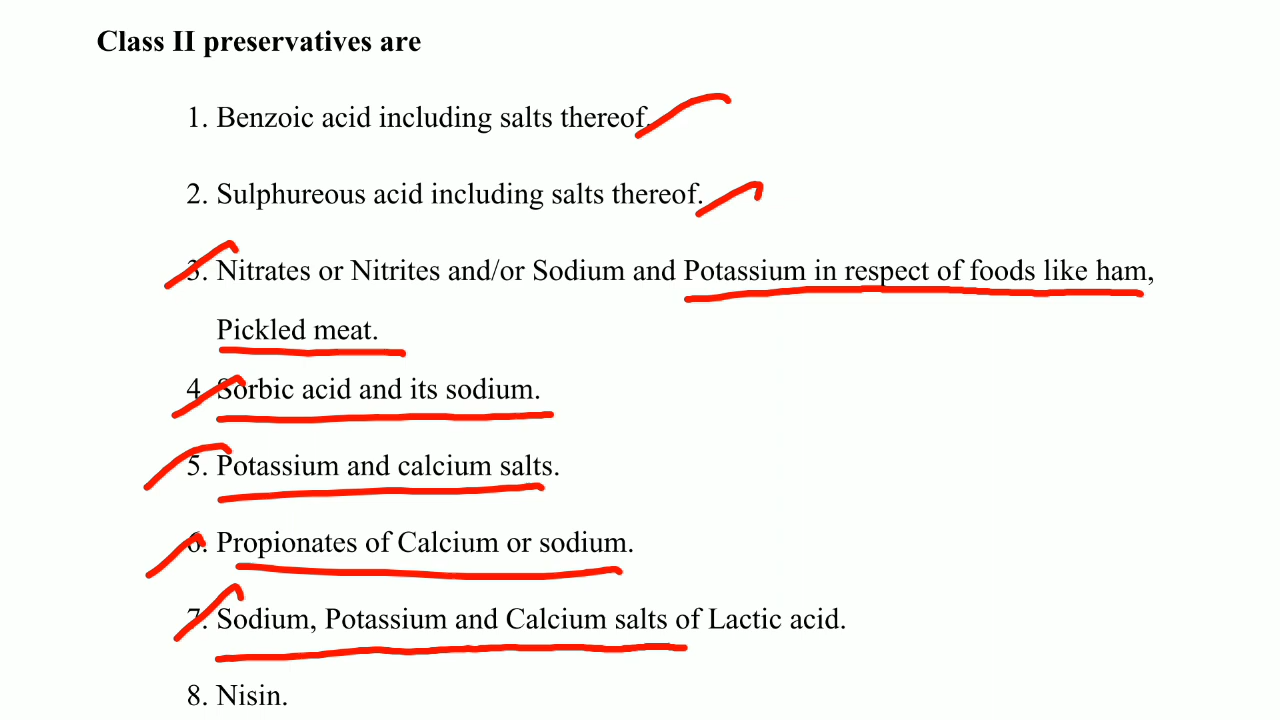 Class II preservatives are
1. Benzoic acid including salts thereof.
2. Sulphureous acid including salts thereof.
3. Nitrates or Nitrites and/or Sodium and Potassium in respect of foods like ham,
Pickled meat.
4. Sorbic acid and its sodium.
5. Potassium and calcium salts.
6. Propionates of Calcium or sodium.
7. Sodium, Potassium and Calcium salts of Lactic acid.
8. Nisin.